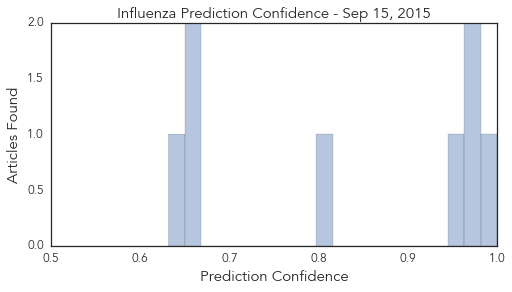 Influenza Prediction Confidence - Sep 15, 2015
2.0
1.5
1.0
0.5
0.0
Articles Found
0.5 0.6 0.7 0.8 0.9 1.0
Prediction Confidence